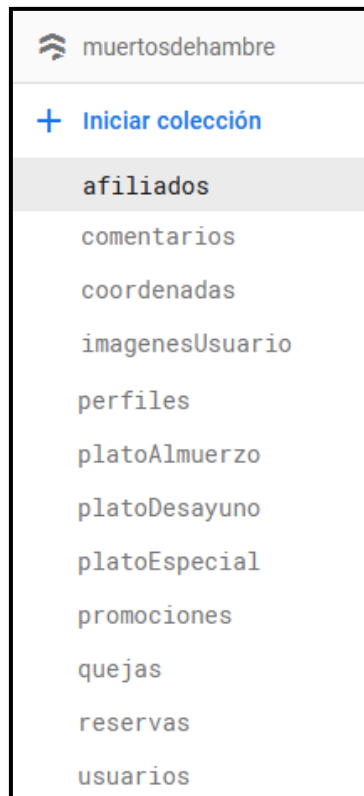 muertosdehambre
+ Iniciar colección
afiliados
comentarios
coordenadas
imagenesUsuario
perfiles
platoAlmuerzo
platoDesayuno
platoEspecial
promociones
quejas
reservas
usuarios